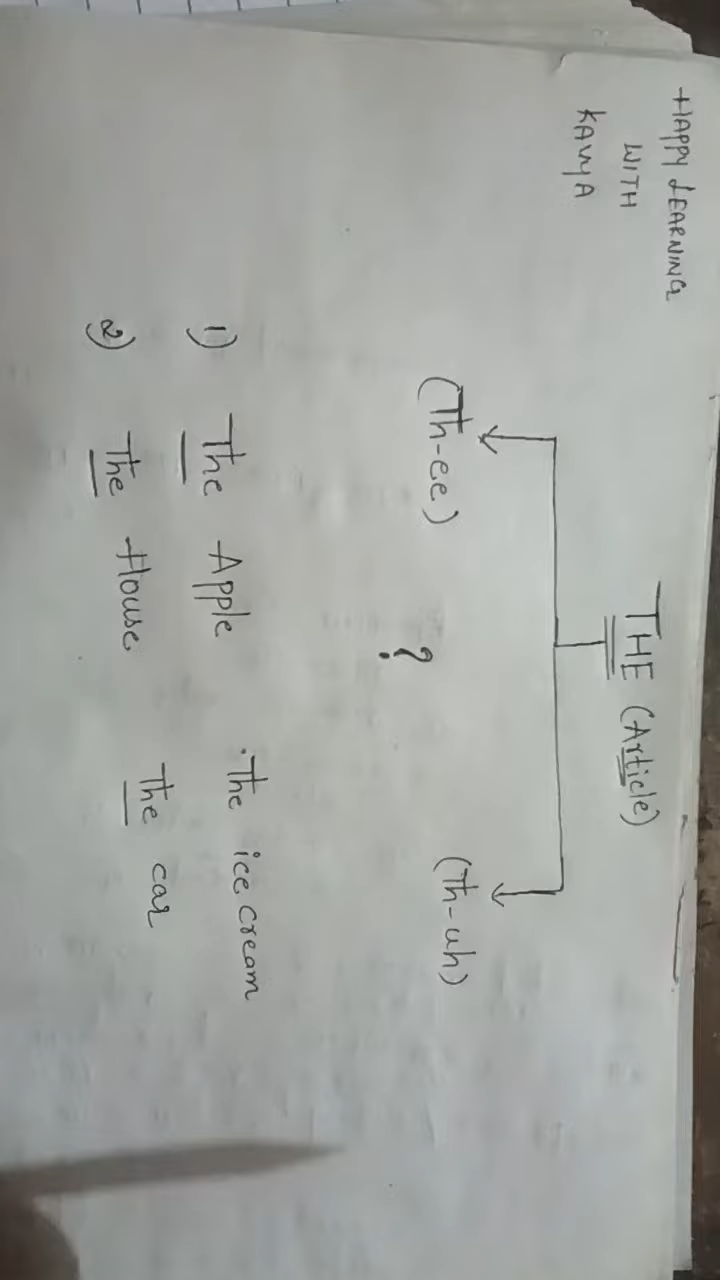 HAPPY LEARNING
WITH
KAVYA
THE (Article)
(Th-ee) (Th-uh)
?
1) The Apple .The ice cream
2) The House The car